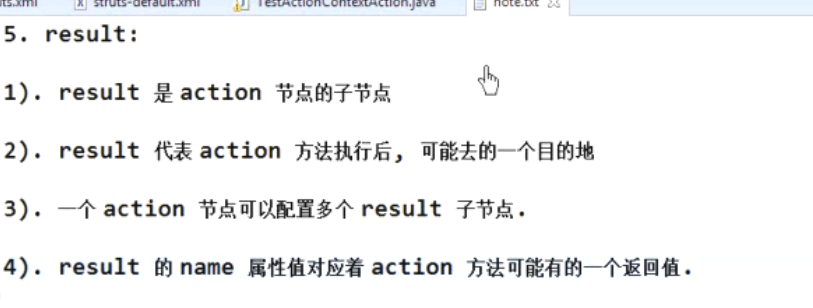 ts.xml struts-default.xml TestActionContextAction.java note.txt
5. result:
1). result 是 action 节点的子节点
2). result 代表 action 方法执行后, 可能去的一个目的地
3). 一个 action 节点可以配置多个 result 子节点.
4). result 的 name 属性值对应着 action 方法可能有的一个返回值.